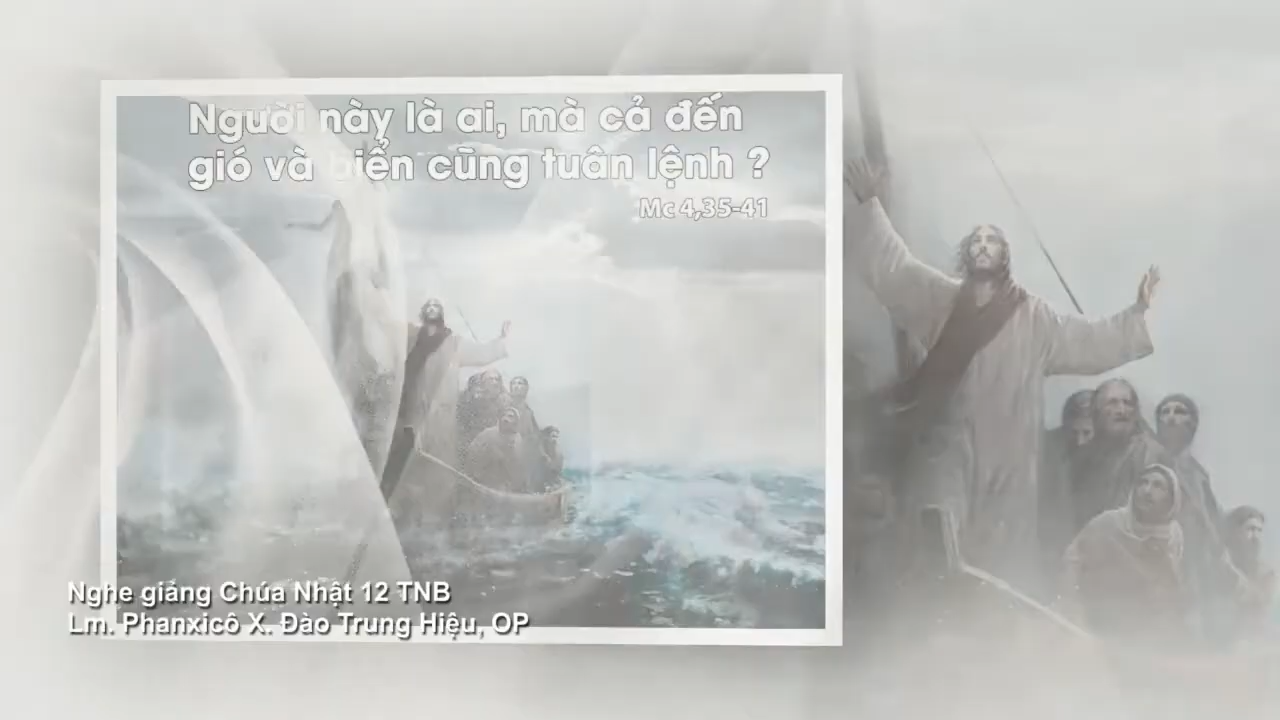 Người này là ai, mà cả đến
gió và biển cũng tuân lệnh ?
Mc 4,35-41
Nghe giảng Chúa Nhật 12 TNB
Lm. Phanxicô X. Đào Trung Hiệu, OP